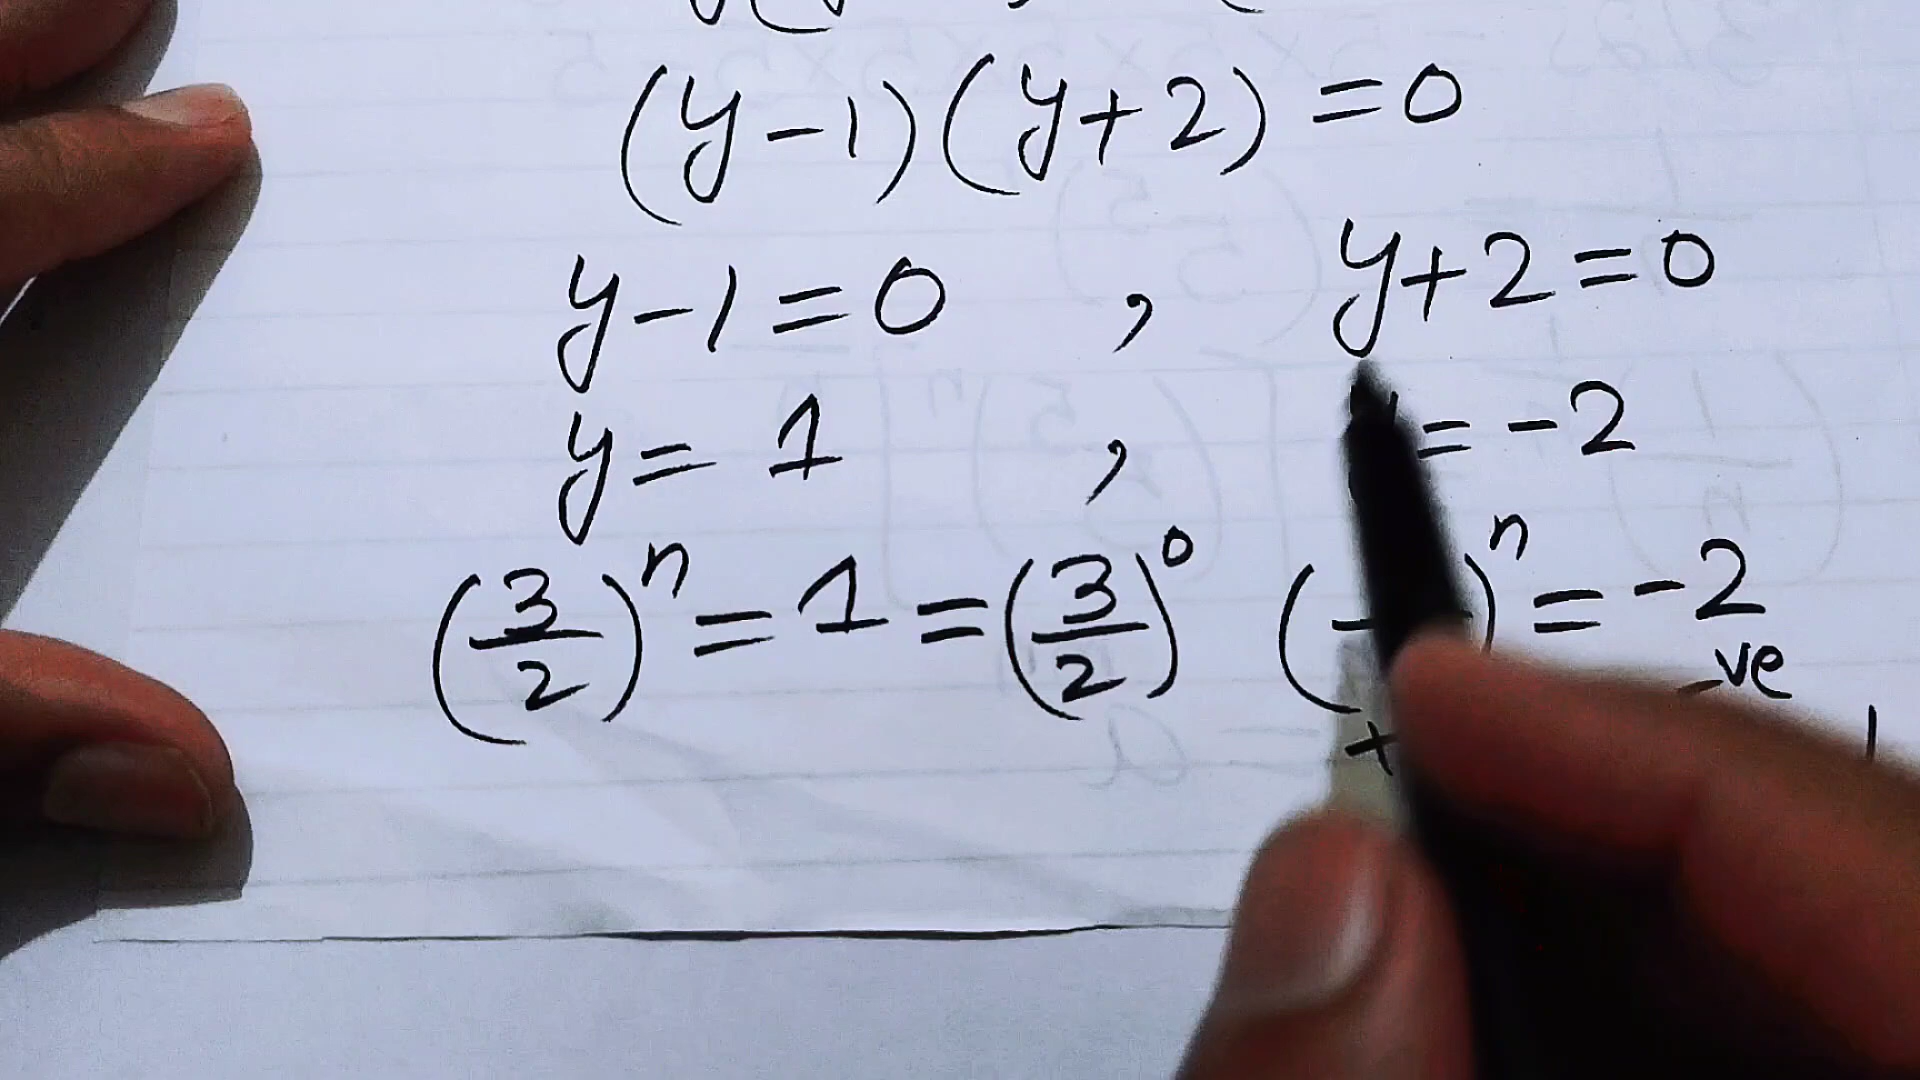 (y-1)(y+2)=0
y-1=0 , y+2=0
y=1 , = -2
(3/2)^n = 1 = (3/2)^0 ( )^n = -2
+ -ve